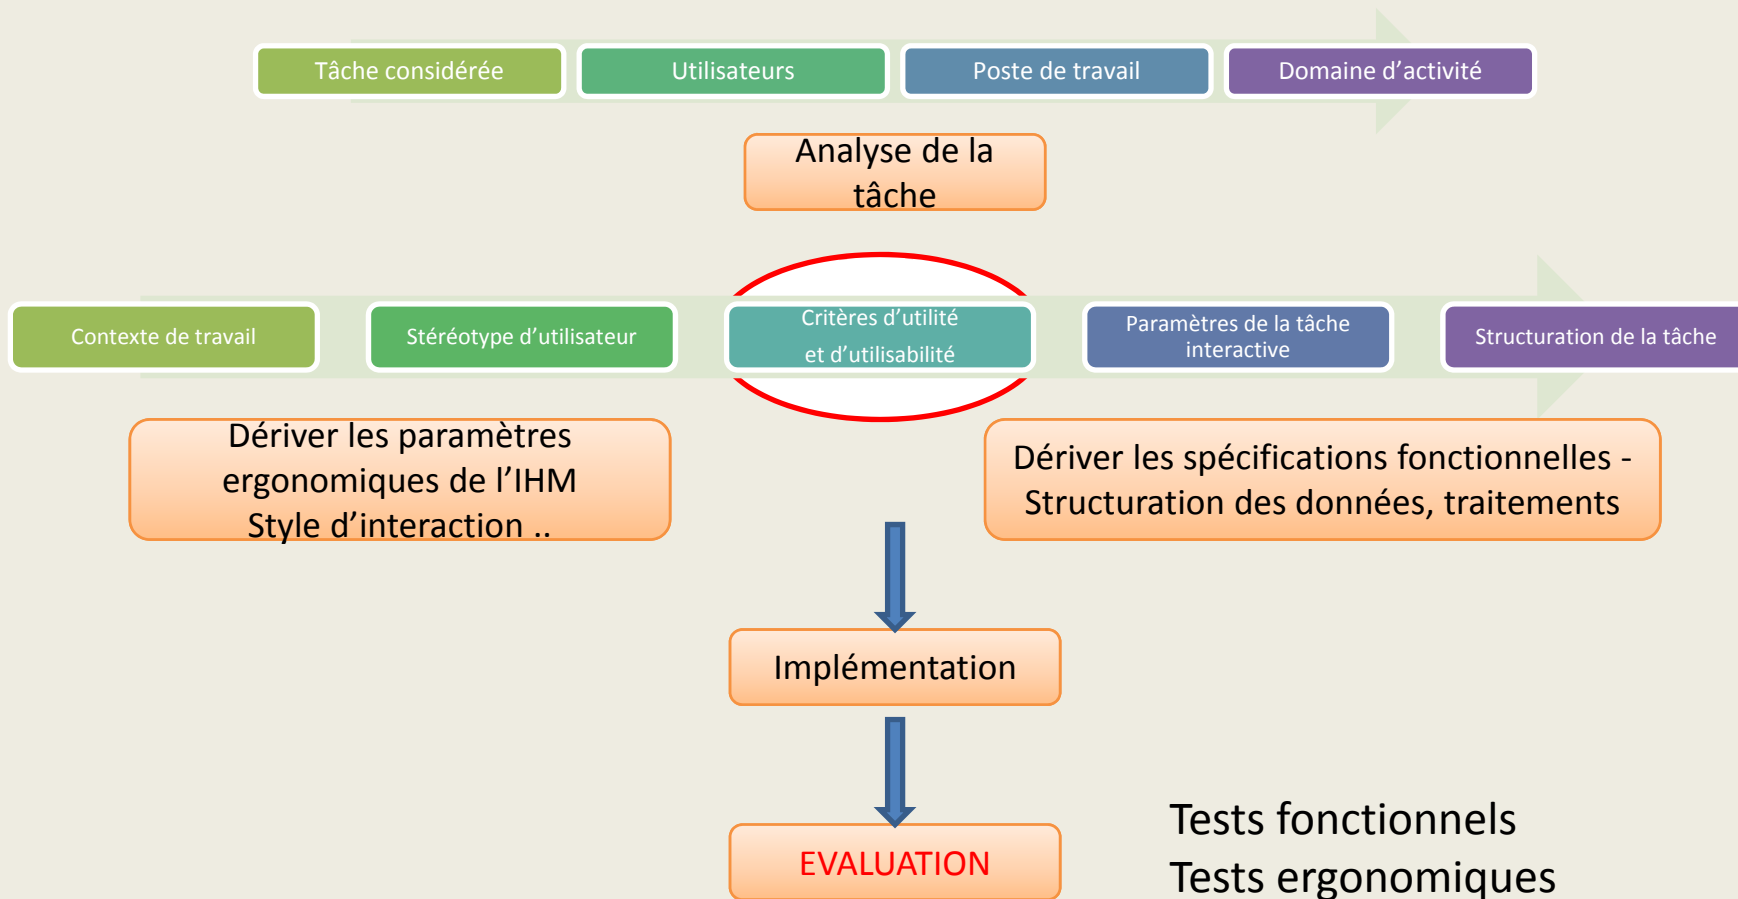 Tâche considérée
Utilisateurs
Poste de travail
Domaine d’activité
Analyse de la
tâche
Contexte de travail
Stéréotype d’utilisateur
Critères d’utilité
et d’utilisabilité
Paramètres de la tâche
interactive
Structuration de la tâche
Dériver les paramètres
ergonomiques de l’IHM
Style d’interaction ..
Dériver les spécifications fonctionnelles -
Structuration des données, traitements
Implémentation
EVALUATION
Tests fonctionnels
Tests ergonomiques